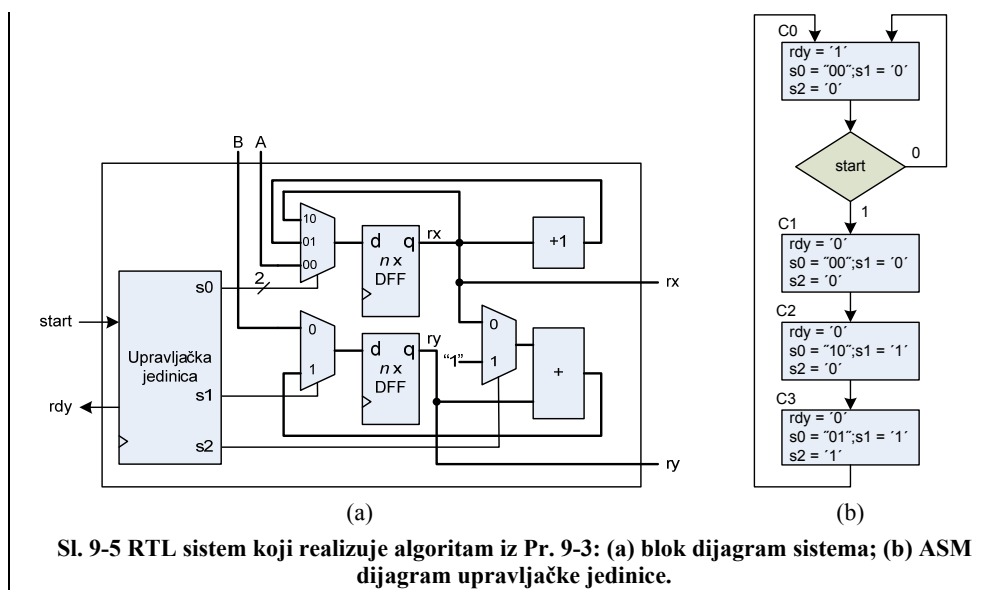 B A
10
01
00
d q
n x
DFF
rx
+1
rx
2
s0
start
Upravljačka
jedinica
rdy
s1
s2
0
1
d q
n x
DFF
ry
0
1
“1”
+
ry
(a)
C0
rdy = ´1´
s0 = ˝00˝;s1 = ´0´
s2 = ´0´
start
0
1
C1
rdy = ´0´
s0 = ˝00˝;s1 = ´0´
s2 = ´0´
C2
rdy = ´0´
s0 = ˝10˝;s1 = ´1´
s2 = ´0´
C3
rdy = ´0´
s0 = ˝01˝;s1 = ´1´
s2 = ´1´
(b)
Sl. 9-5 RTL sistem koji realizuje algoritam iz Pr. 9-3: (a) blok dijagram sistema; (b) ASM
dijagram upravljačke jedinice.